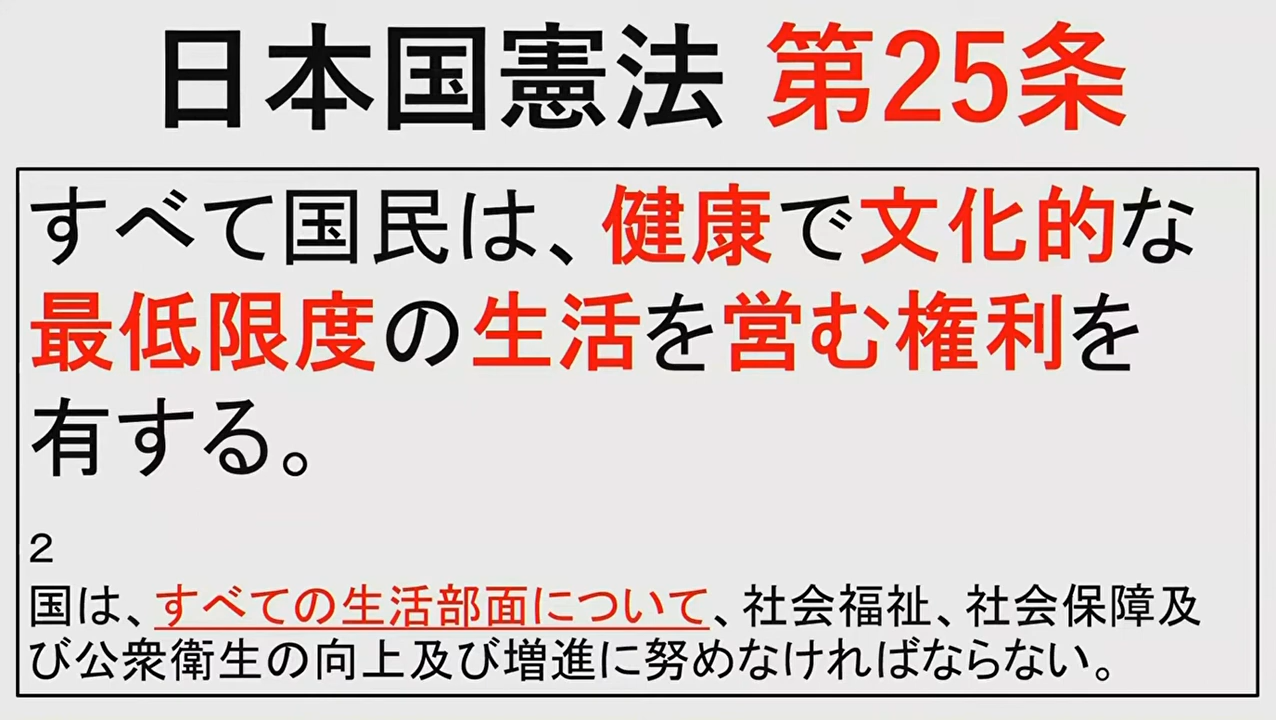 日本国憲法 第25条
すべて国民は、健康で文化的な
最低限度の生活を営む権利を
有する。
2
国は、すべての生活部面について、社会福祉、社会保障及
び公衆衛生の向上及び増進に努めなければならない。